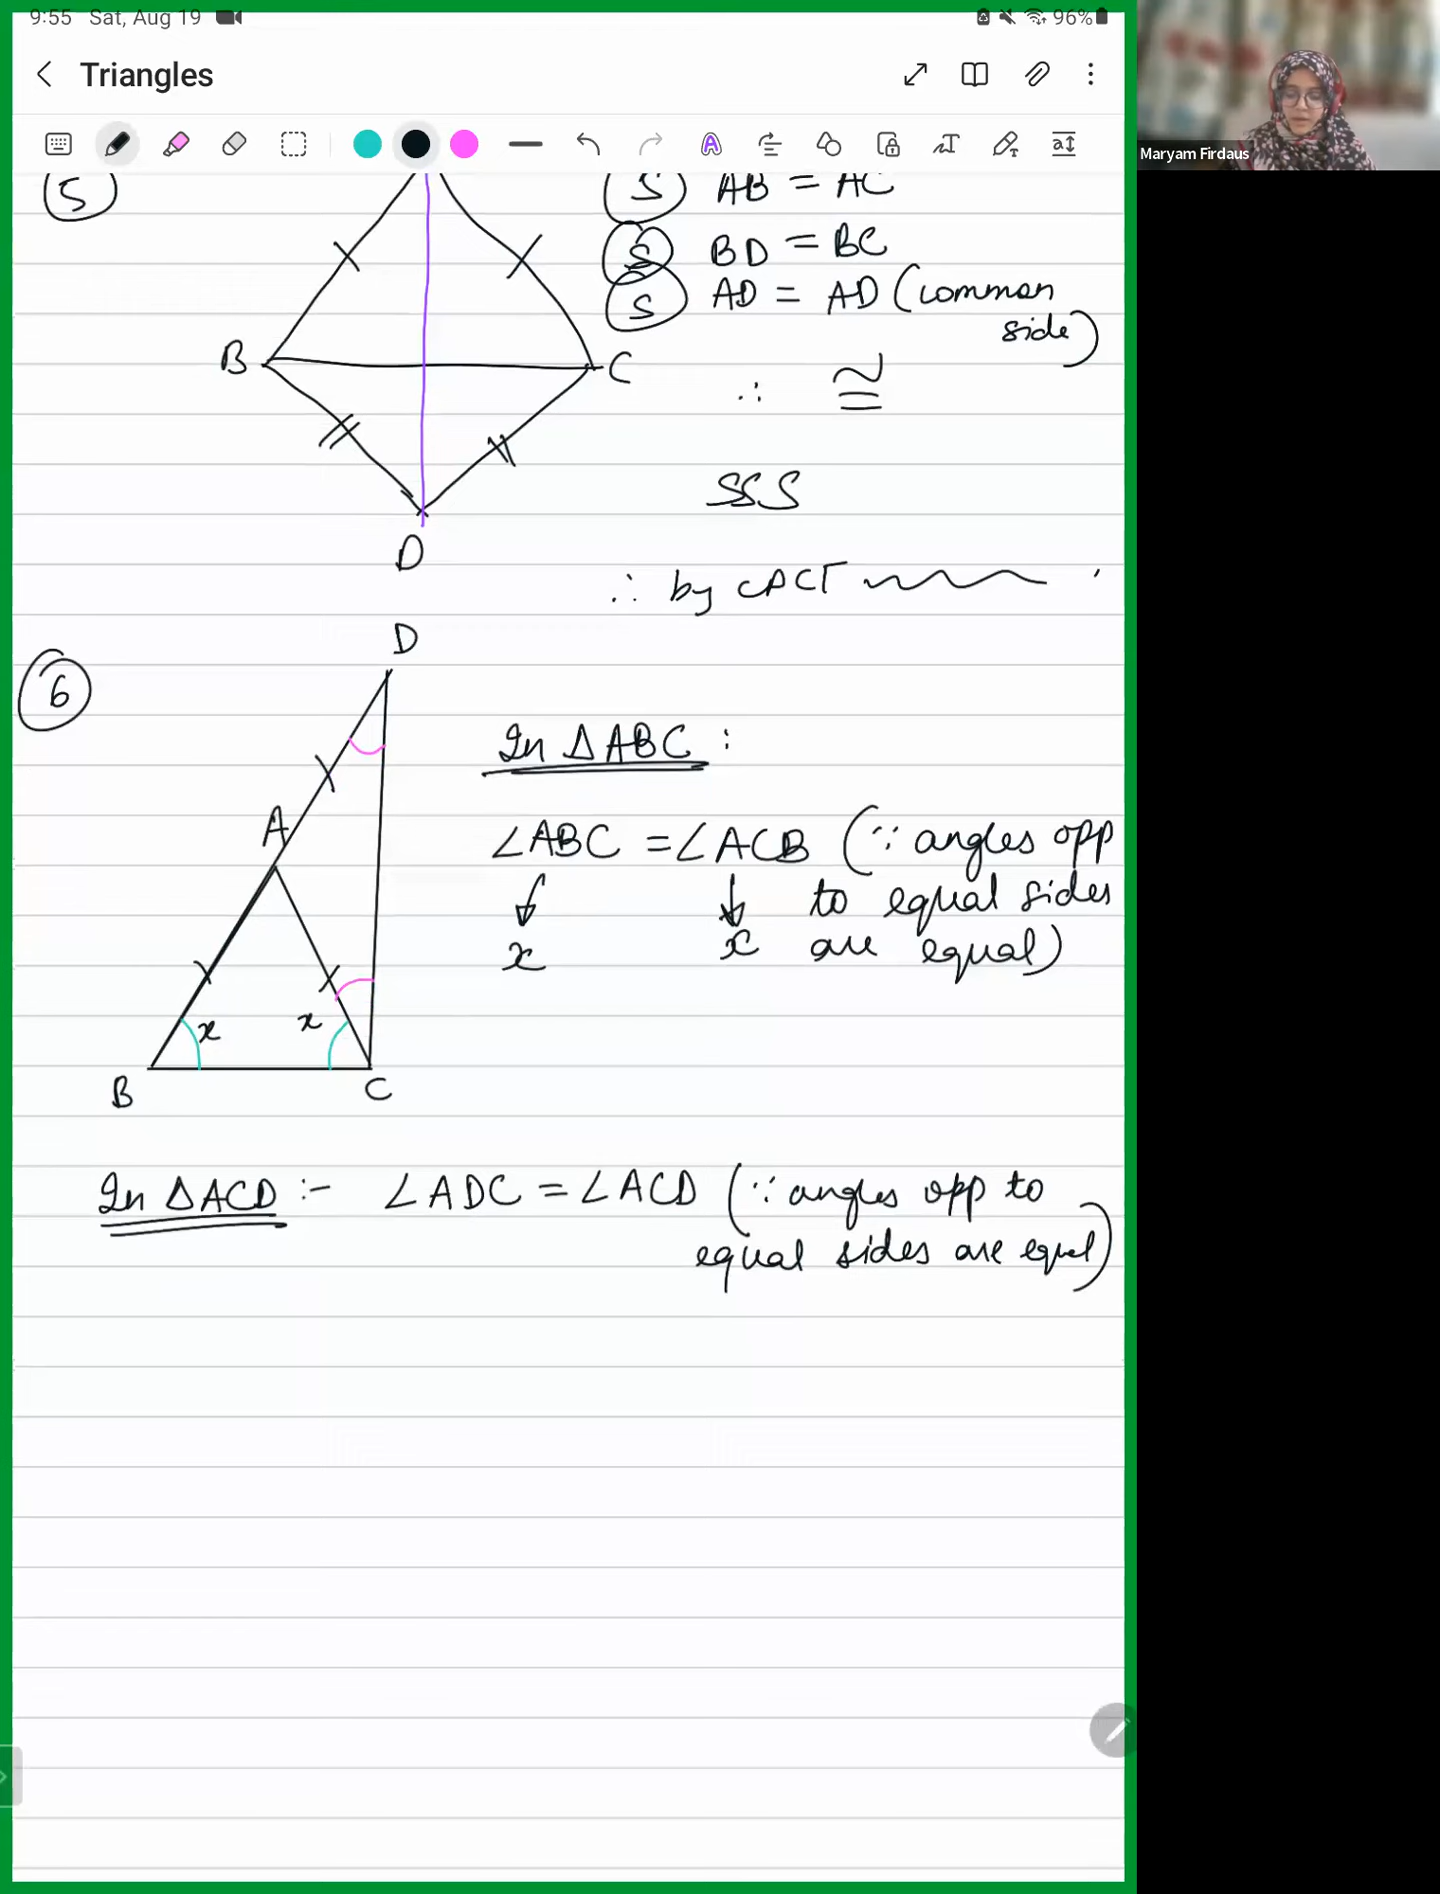 9:55 Sat, Aug 19
96%
Triangles
Maryam Firdaus
5
S AB = AC
S BD = BC
S AD = AD (common
side)
B
C
∴ ≅
SSS
D
∴ by CPCT
6
D
In △ABC :
A
∠ABC = ∠ACB (∵ angles opp
to equal sides
x x are equal)
x x
B
C
In △ACD :- ∠ADC = ∠ACD (∵ angles opp to
equal sides are equal)